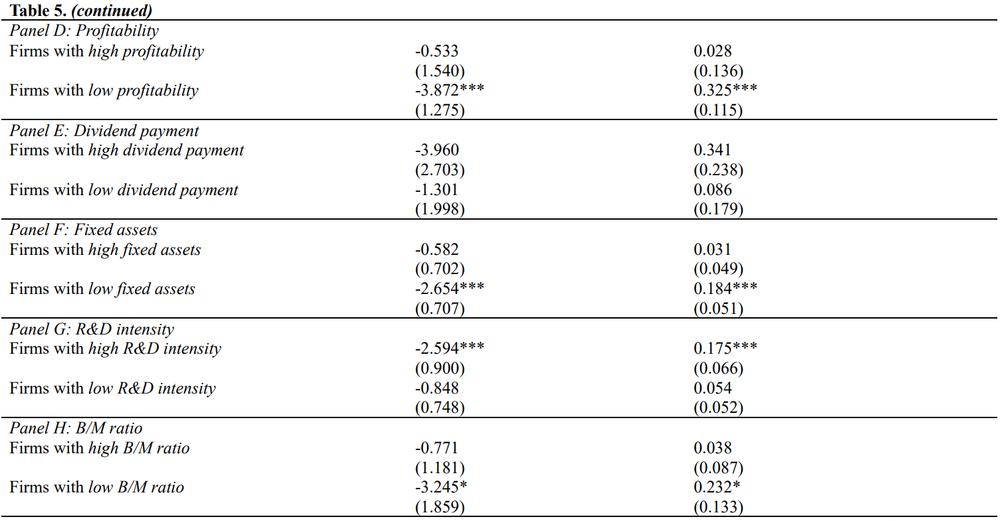 Table 5. (continued)
Panel D: Profitability
Firms with high profitability -0.533 0.028
(1.540) (0.136)
Firms with low profitability -3.872*** 0.325***
(1.275) (0.115)
Panel E: Dividend payment
Firms with high dividend payment -3.960 0.341
(2.703) (0.238)
Firms with low dividend payment -1.301 0.086
(1.998) (0.179)
Panel F: Fixed assets
Firms with high fixed assets -0.582 0.031
(0.702) (0.049)
Firms with low fixed assets -2.654*** 0.184***
(0.707) (0.051)
Panel G: R&D intensity
Firms with high R&D intensity -2.594*** 0.175***
(0.900) (0.066)
Firms with low R&D intensity -0.848 0.054
(0.748) (0.052)
Panel H: B/M ratio
Firms with high B/M ratio -0.771 0.038
(1.181) (0.087)
Firms with low B/M ratio -3.245* 0.232*
(1.859) (0.133)